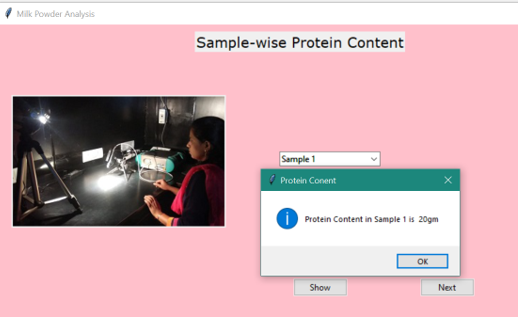 Milk Powder Analysis
Sample-wise Protein Content
Sample 1
Protein Conent
Protein Content in Sample 1 is  20gm
OK
Show
Next